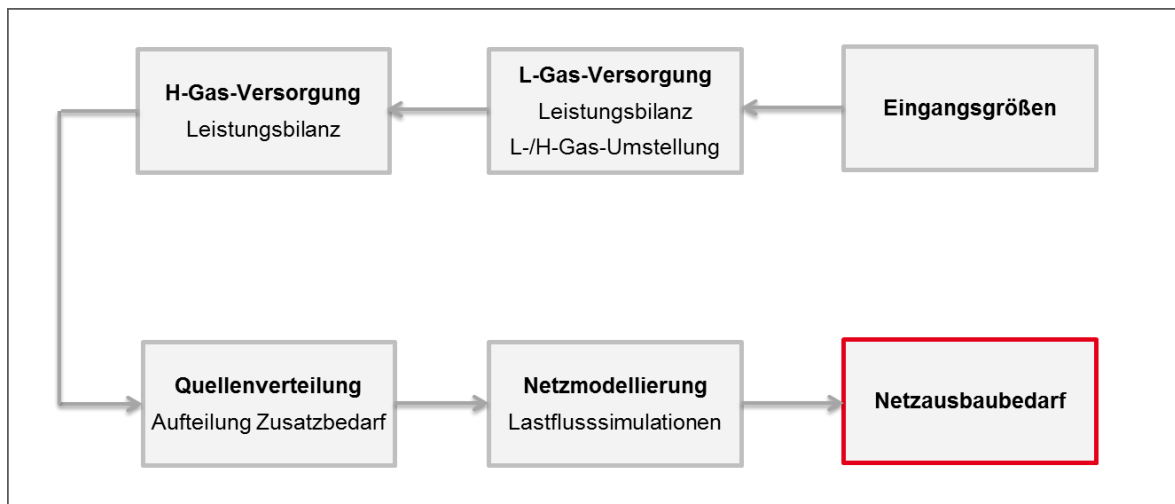 H-Gas-Versorgung
Leistungsbilanz
L-Gas-Versorgung
Leistungsbilanz
L-/H-Gas-Umstellung
Eingangsgrößen
Quellenverteilung
Aufteilung Zusatzbedarf
Netzmodellierung
Lastflusssimulationen
Netzausbaubedarf